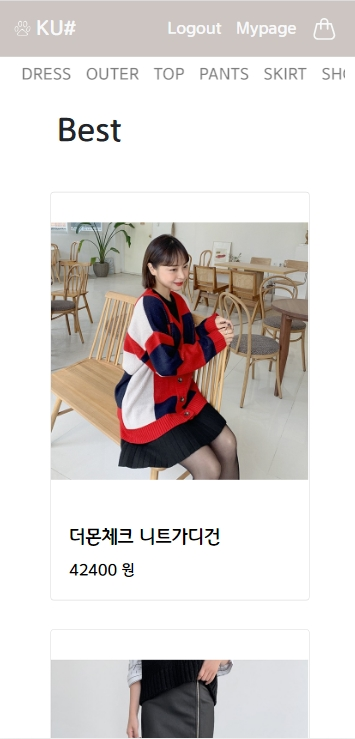 KU#
Logout Mypage
DRESS OUTER TOP PANTS SKIRT SHO
Best
더몬체크 니트가디건
42400 원